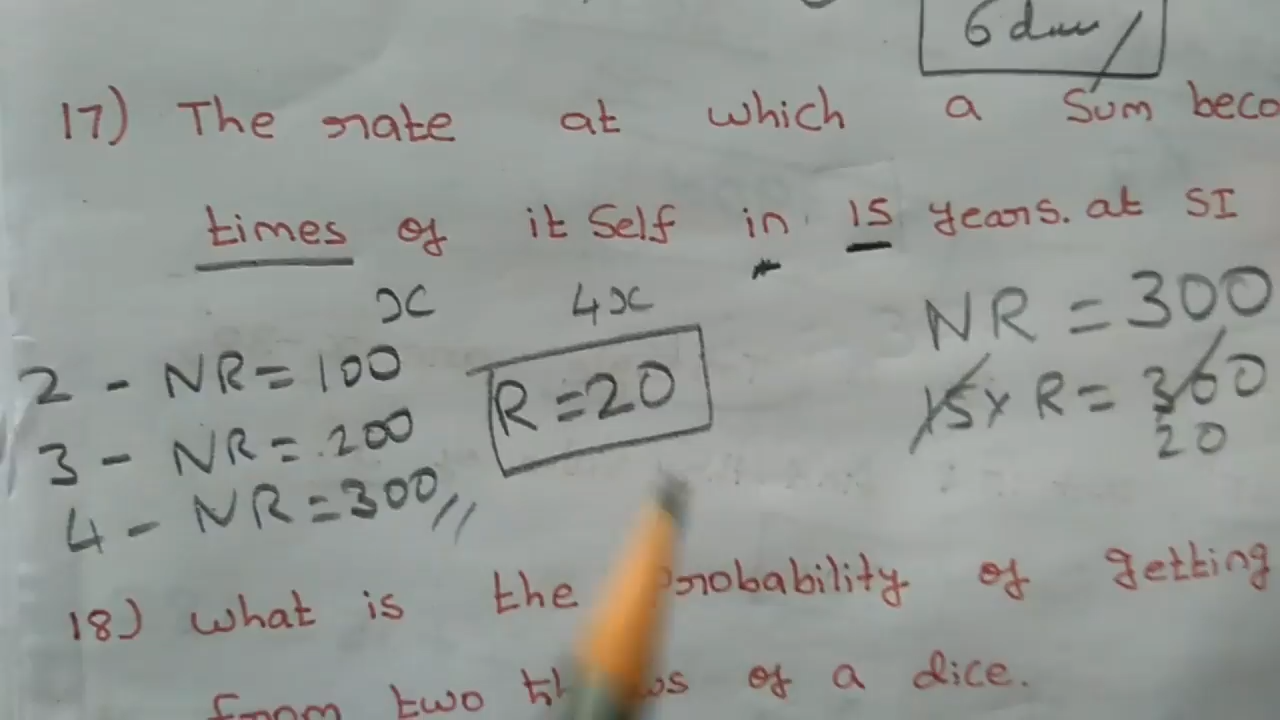 6 days
17) The rate at which a Sum beco
times of it Self in 15 years. at SI
x 4x
NR = 300
2 - NR = 100
R = 20
15 x R = 300
3 - NR = 200
20
4 - NR = 300 //
18) What is the Probability of getting
from two of a dice.